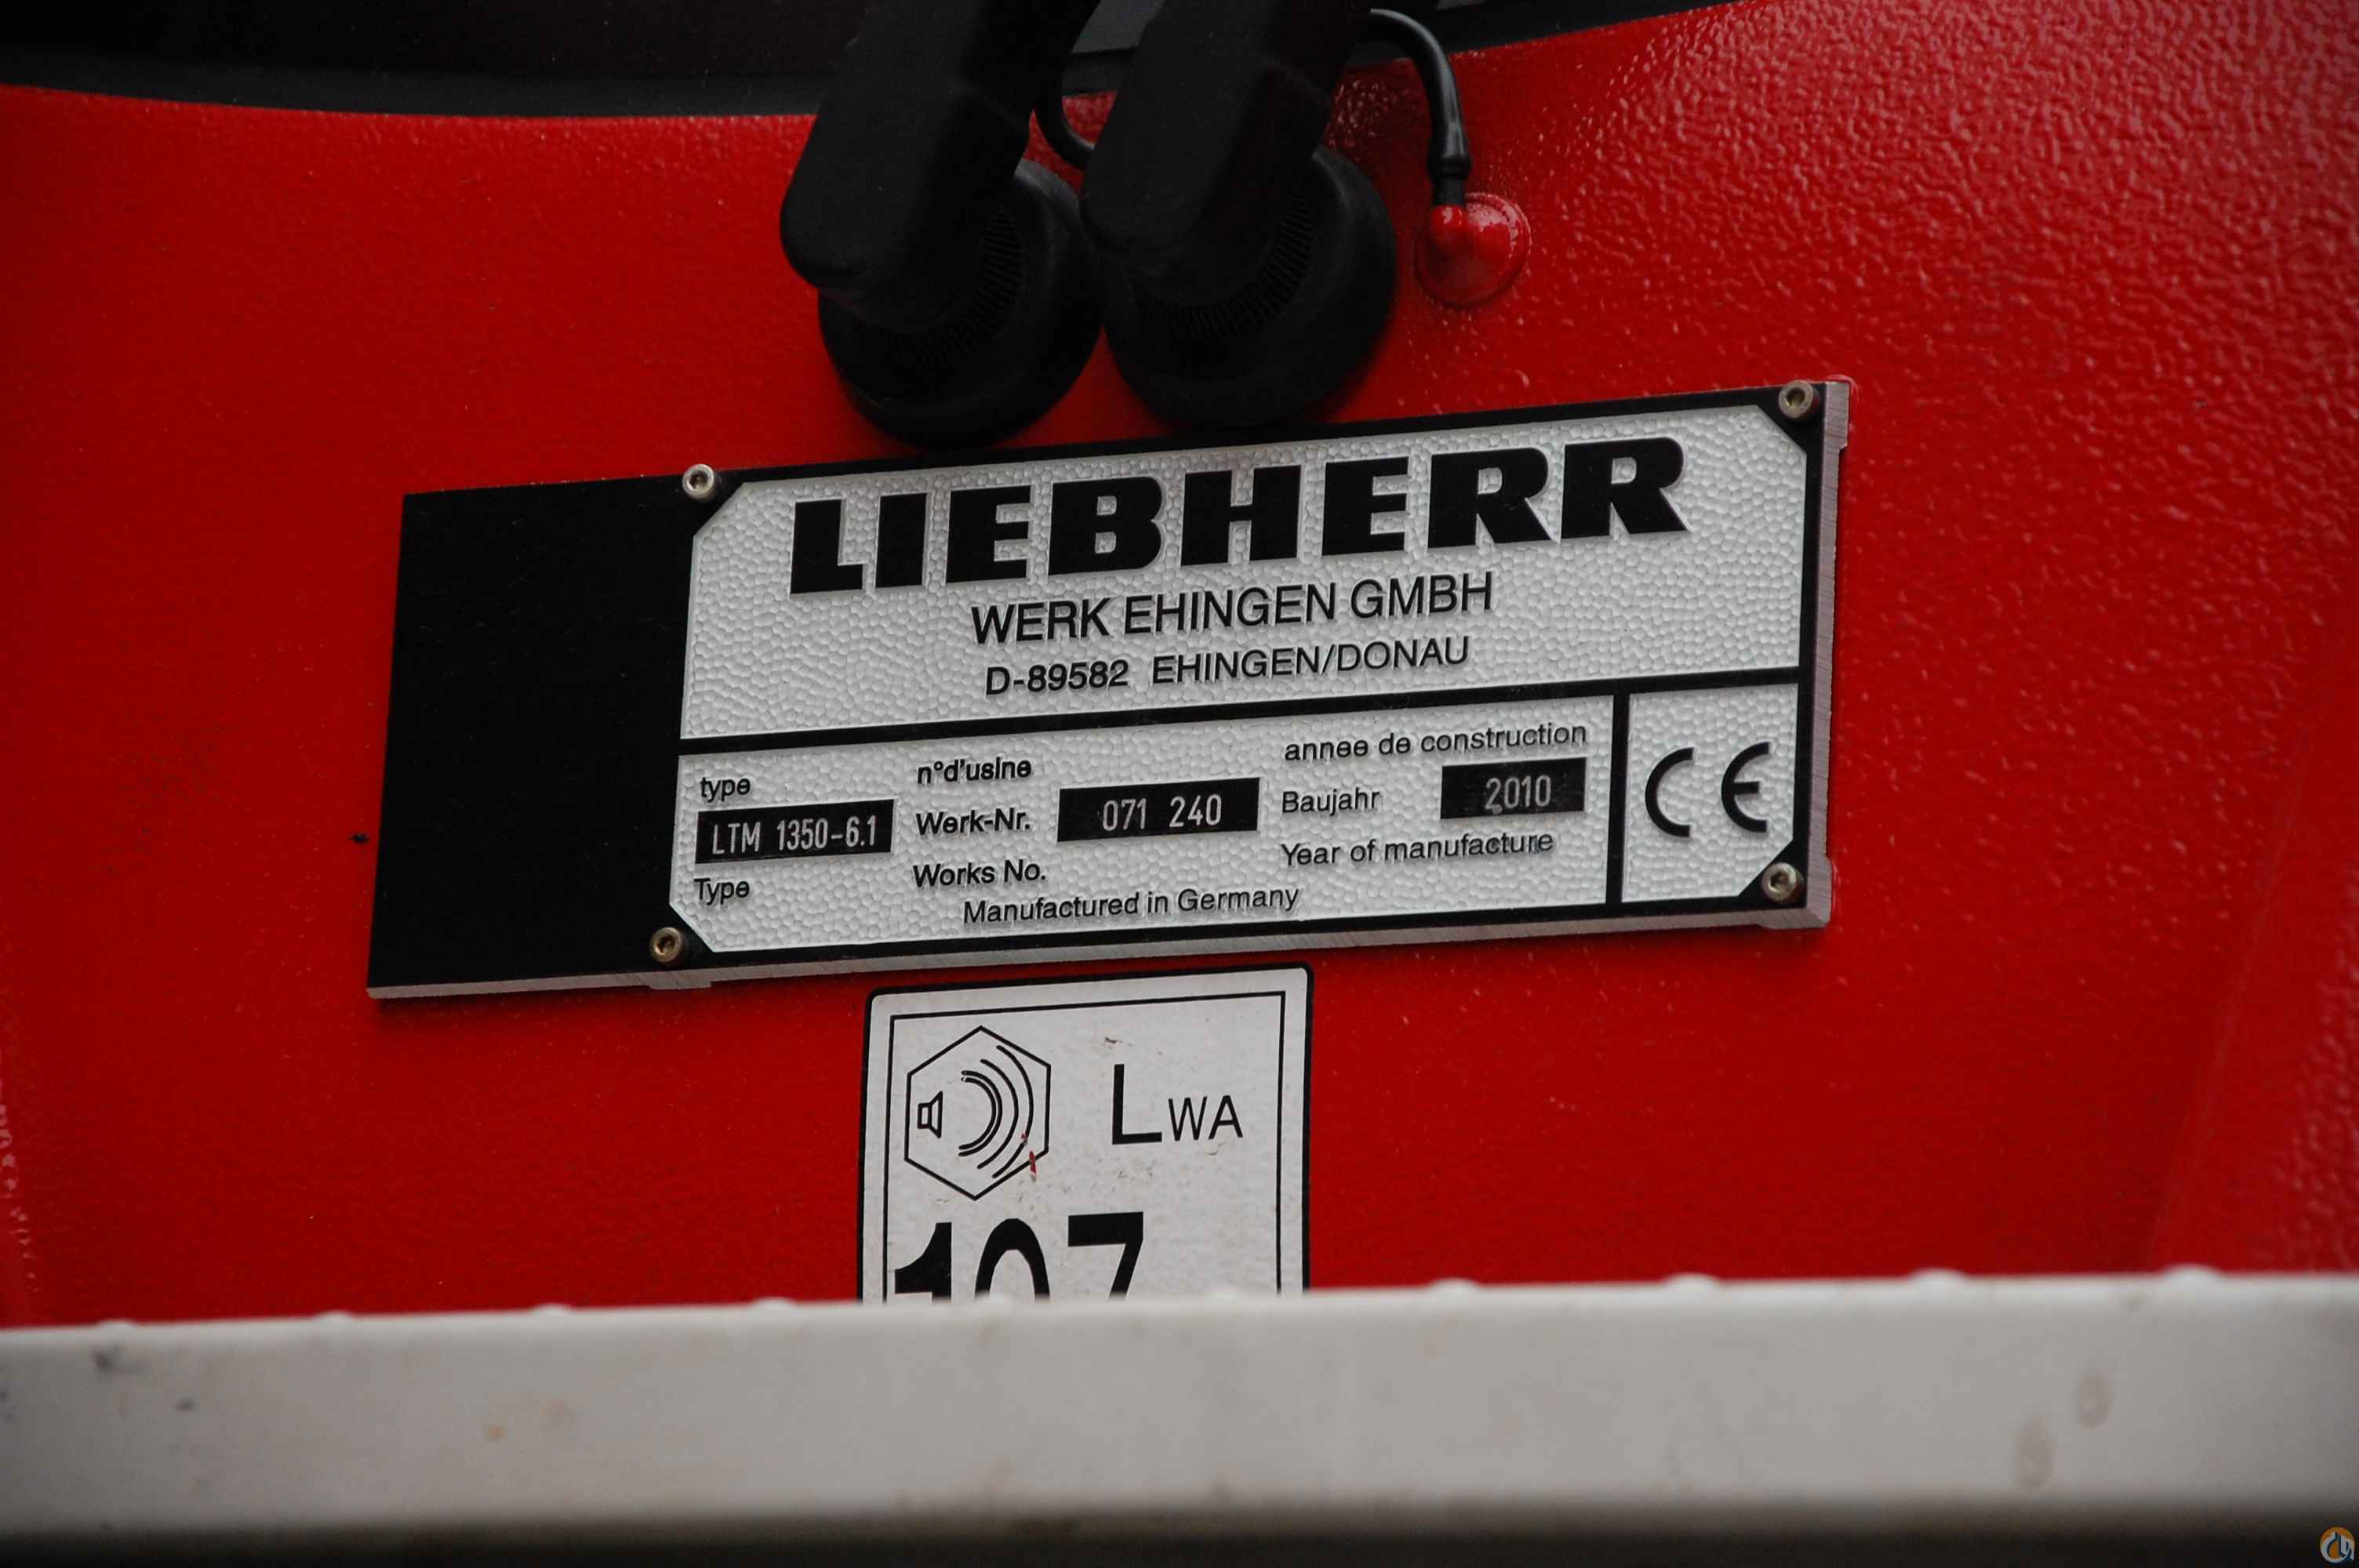 LIEBHERR
WERK EHINGEN GMBH
D-89582 EHINGEN/DONAU
type
LTM 1350-6.1
Type
n°d'usine
Werk-Nr. 071 240
Works No.
annee de construction
Baujahr 2010
Year of manufacture
Manufactured in Germany
CE
LWA
107